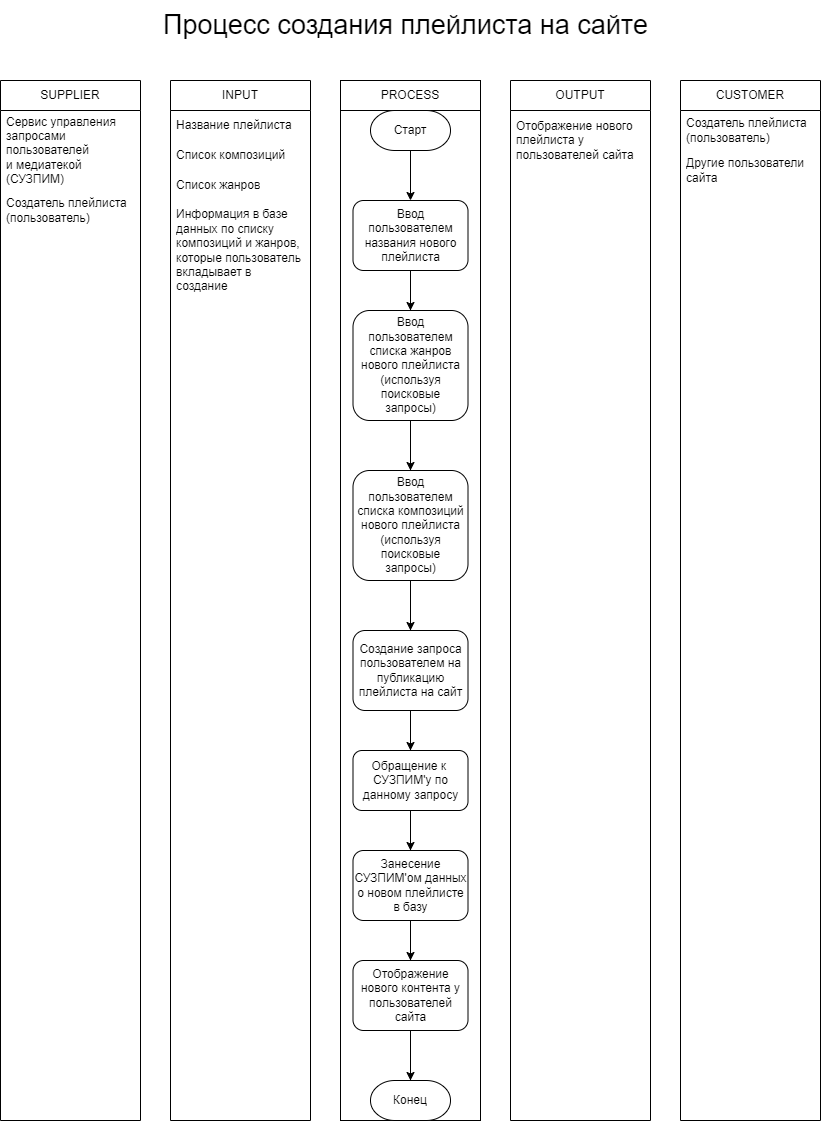 Процесс создания плейлиста на сайте
SUPPLIER
Сервис управления
запросами
пользователей
и медиатекой
(СУЗПИМ)
Создатель плейлиста
(пользователь)
INPUT
Название плейлиста
Список композиций
Список жанров
Информация в базе
данных по списку
композиций и жанров,
которые пользователь
вкладывает в
создание
PROCESS
Старт
Ввод
пользователем
названия нового
плейлиста
Ввод
пользователем
списка жанров
нового плейлиста
(используя
поисковые
запросы)
Ввод
пользователем
списка композиций
нового плейлиста
(используя
поисковые
запросы)
Создание запроса
пользователем на
публикацию
плейлиста на сайт
Обращение к
СУЗПИМ'у по
данному запросу
Занесение
СУЗПИМ'ом данных
о новом плейлисте
в базу
Отображение
нового контента у
пользователей
сайта
Конец
OUTPUT
Отображение нового
плейлиста у
пользователей сайта
CUSTOMER
Создатель плейлиста
(пользователь)
Другие пользователи
сайта